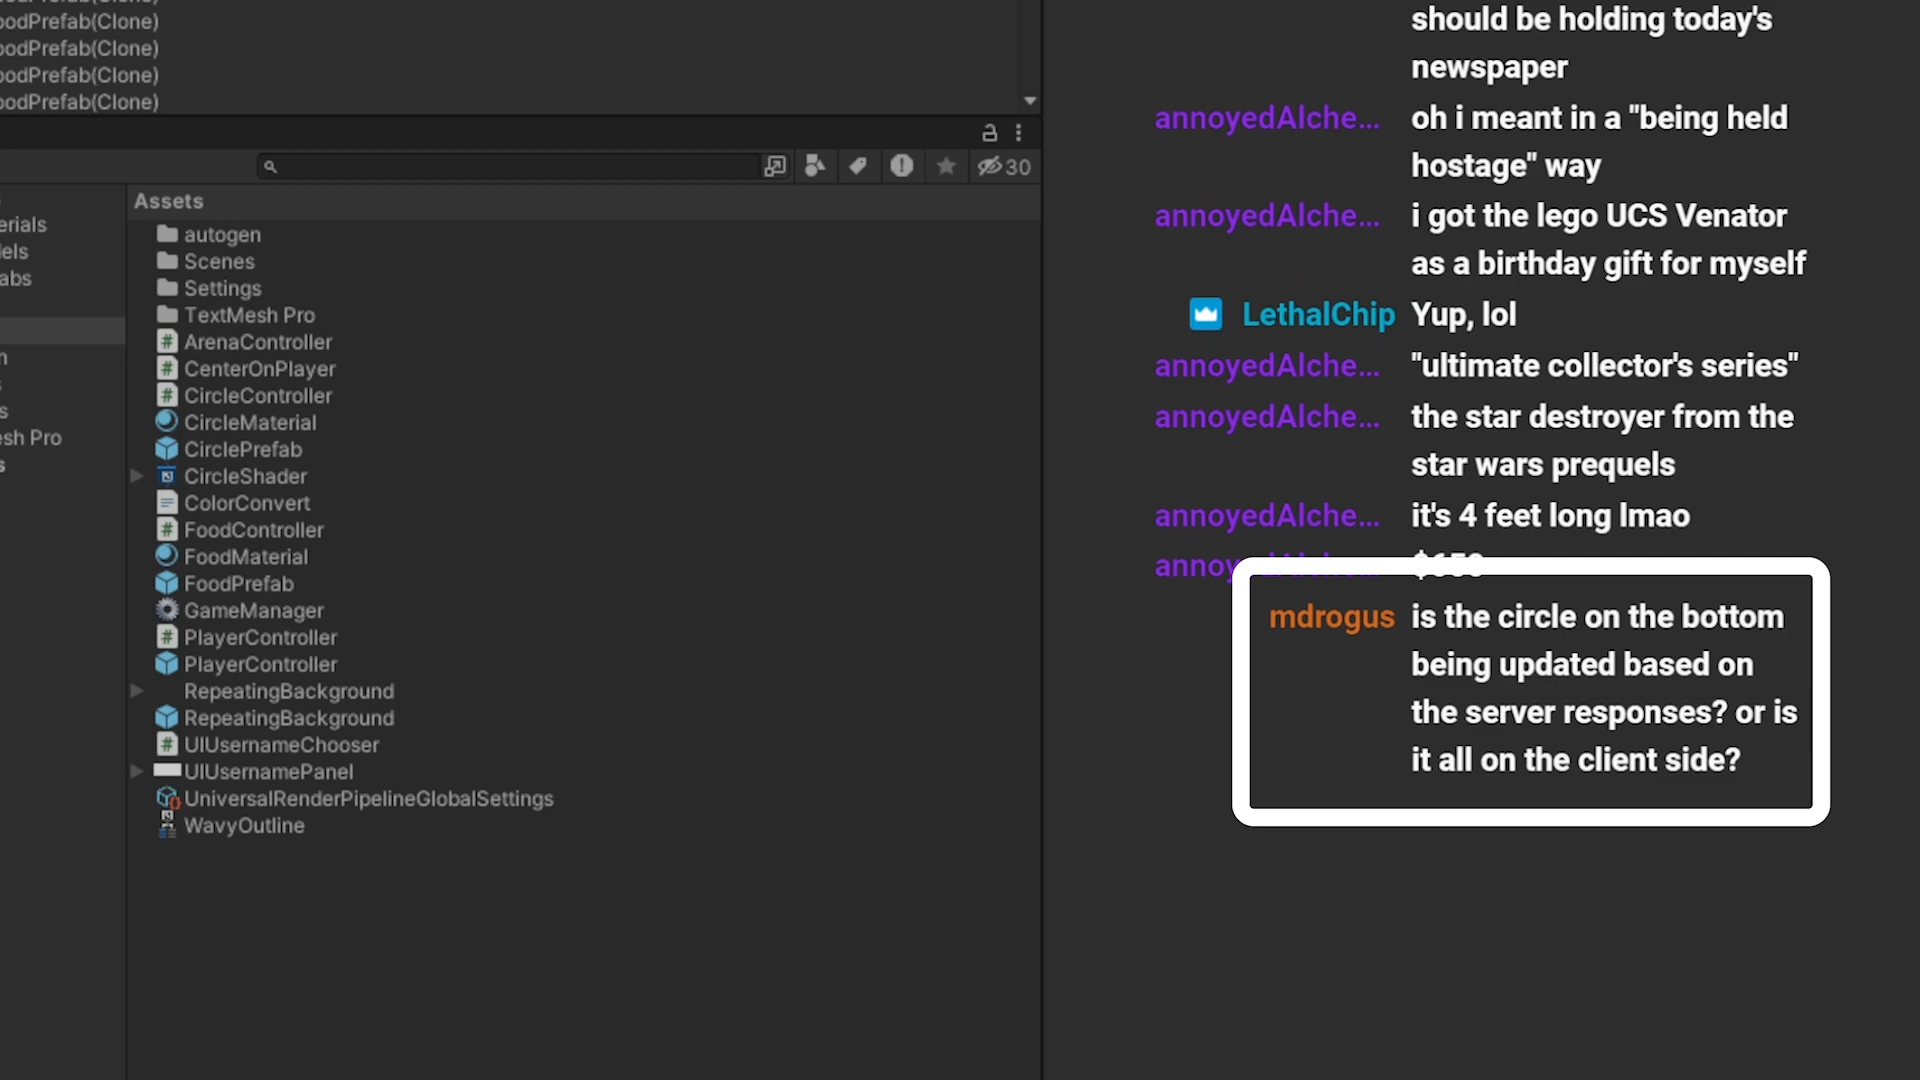 oodPrefab(Clone)
oodPrefab(Clone)
oodPrefab(Clone)
oodPrefab(Clone)
30
erials
els
abs
esh Pro
Assets
autogen
Scenes
Settings
TextMesh Pro
ArenaController
CenterOnPlayer
CircleController
CircleMaterial
CirclePrefab
CircleShader
ColorConvert
FoodController
FoodMaterial
FoodPrefab
GameManager
PlayerController
PlayerController
RepeatingBackground
RepeatingBackground
UIUsernameChooser
UIUsernamePanel
UniversalRenderPipelineGlobalSettings
WavyOutline
should be holding today's
newspaper
annoyedAlche... oh i meant in a "being held
hostage" way
annoyedAlche... i got the lego UCS Venator
as a birthday gift for myself
LethalChip Yup, lol
annoyedAlche... "ultimate collector's series"
annoyedAlche... the star destroyer from the
star wars prequels
annoyedAlche... it's 4 feet long lmao
mdrogus is the circle on the bottom
being updated based on
the server responses? or is
it all on the client side?